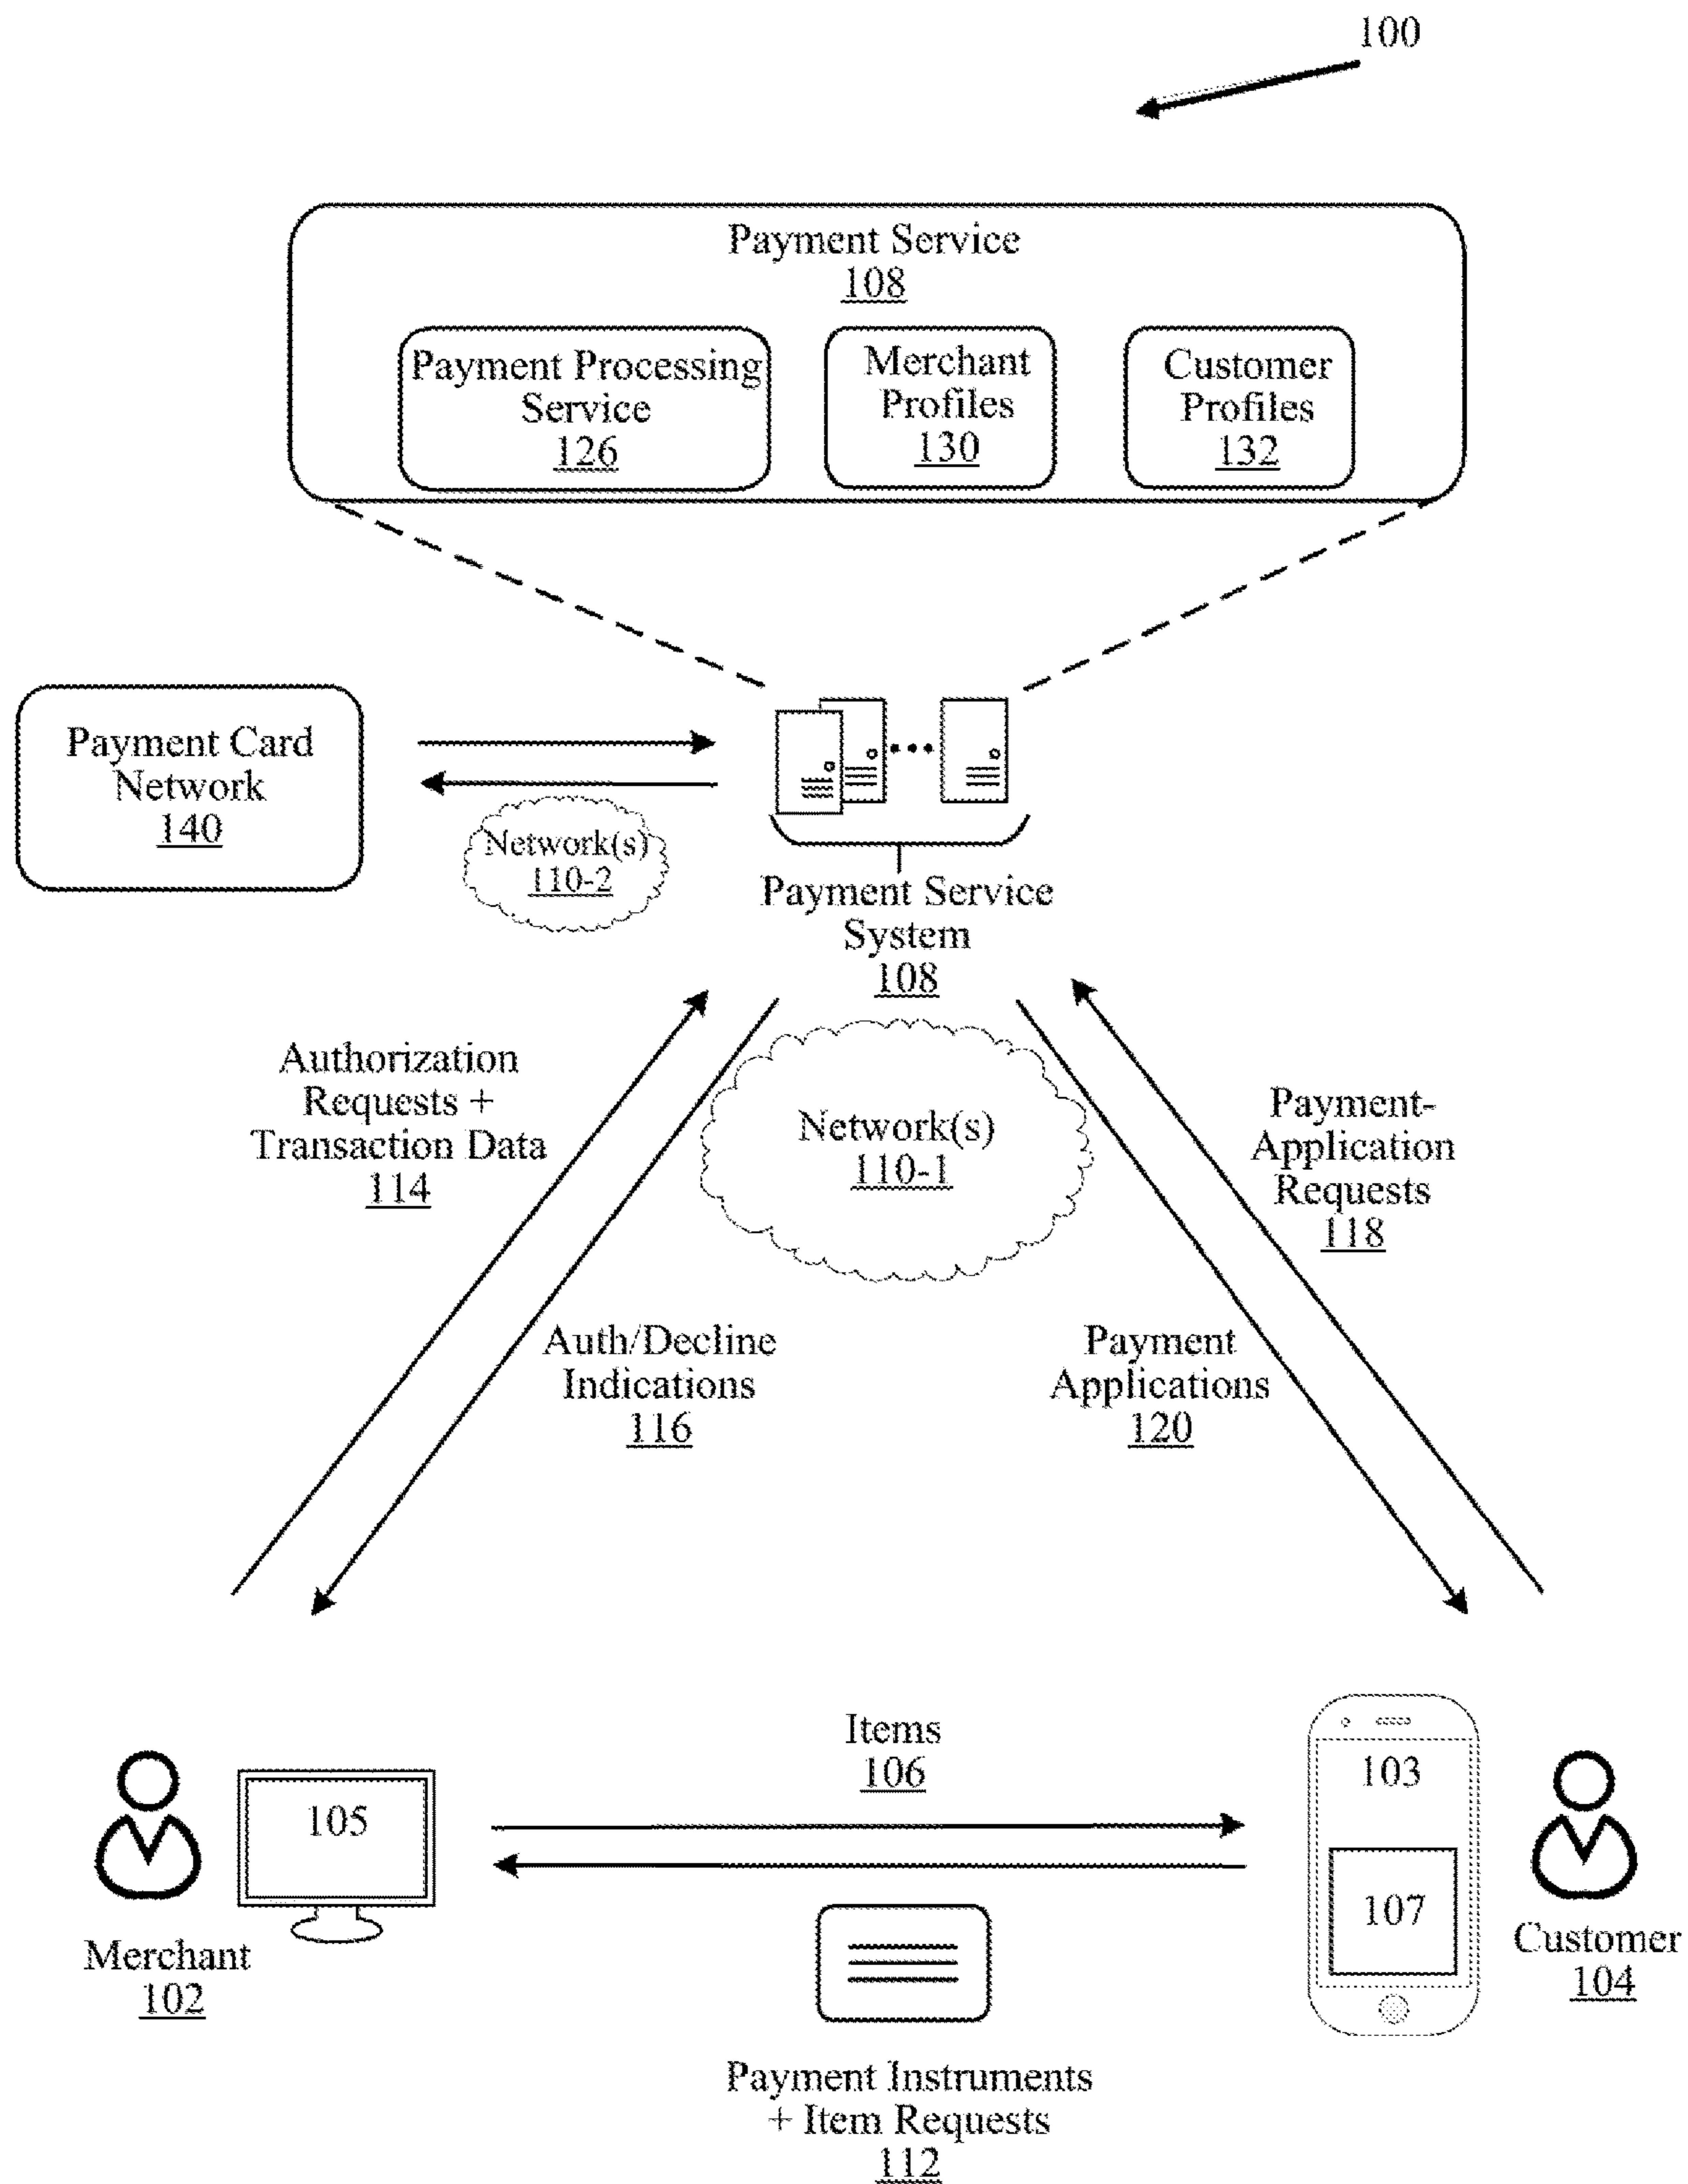 100
Payment Service
108
Payment Processing
Service
126
Merchant
Profiles
130
Customer
Profiles
132
Payment Card
Network
140
Network(s)
110-2
Payment Service
System
108
Authorization
Requests +
Transaction Data
114
Network(s)
110-1
Payment-
Application
Requests
118
Auth/Decline
Indications
116
Payment
Applications
120
Items
106
105
103
107
Merchant
102
Customer
104
Payment Instruments
+ Item Requests
112